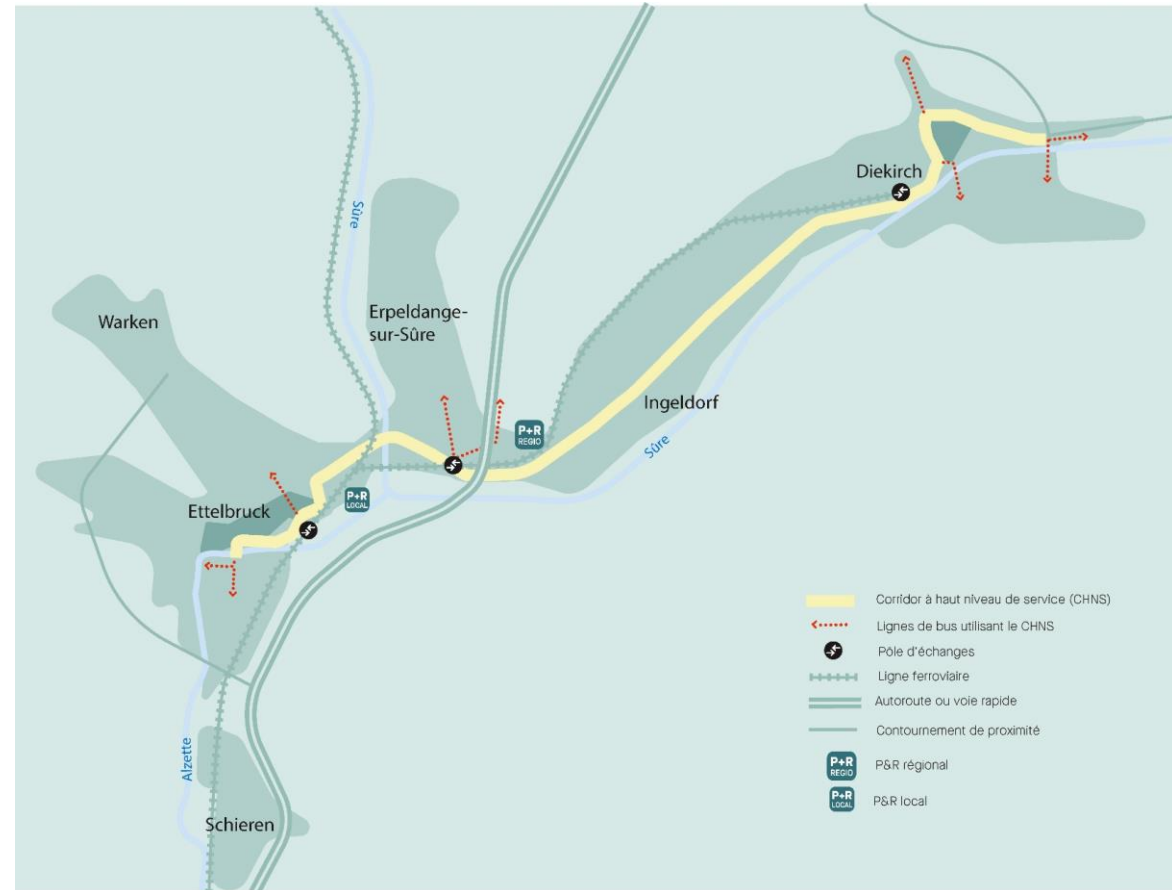 Diekirch
Sûre
Erpeldange-
sur-Sûre
Warken
Ingeldorf
P+R
REGIO
Sûre
P+R
LOCAL
Ettelbruck
Alzette
Schieren
Corridor à haut niveau de service (CHNS)
Lignes de bus utilisant le CHNS
Pôle d'échanges
Ligne ferroviaire
Autoroute ou voie rapide
Contournement de proximité
P+R
REGIO
P&R régional
P+R
LOCAL
P&R local